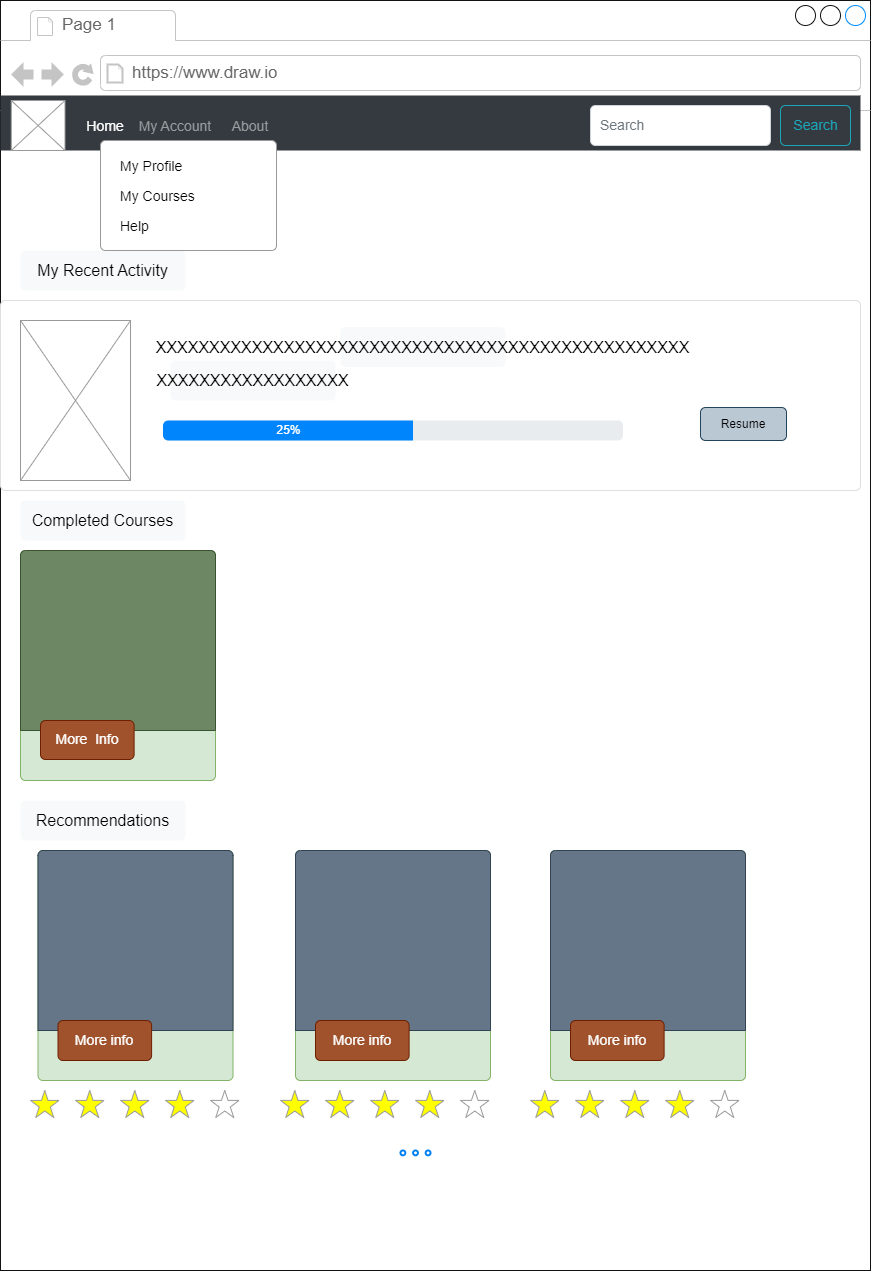 Page 1
https://www.draw.io
Home My Account About Search Search
My Profile
My Courses
Help
My Recent Activity
XXXXXXXXXXXXXXXXXXXXXXXXXXXXXXXXXXXXXXXXXXXXXXXXXX
XXXXXXXXXXXXXXXXXX
25%
Resume
Completed Courses
More Info
Recommendations
More info More info More info